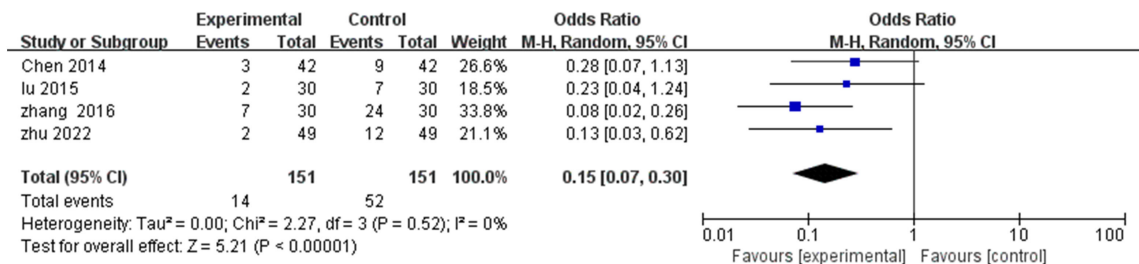 Experimental Control Odds Ratio Odds Ratio
Study or Subgroup Events Total Events Total Weight M-H, Random, 95% CI M-H, Random, 95% CI
Chen 2014 3 42 9 42 26.6% 0.28 [0.07, 1.13]
lu 2015 2 30 7 30 18.5% 0.23 [0.04, 1.24]
zhang 2016 7 30 24 30 33.8% 0.08 [0.02, 0.26]
zhu 2022 2 49 12 49 21.1% 0.13 [0.03, 0.62]
Total (95% CI) 151 151 100.0% 0.15 [0.07, 0.30]
Total events 14 52
Heterogeneity: Tau² = 0.00; Chi² = 2.27, df = 3 (P = 0.52); I² = 0%
Test for overall effect: Z = 5.21 (P < 0.00001)
0.01 0.1 1 10 100
Favours [experimental] Favours [control]